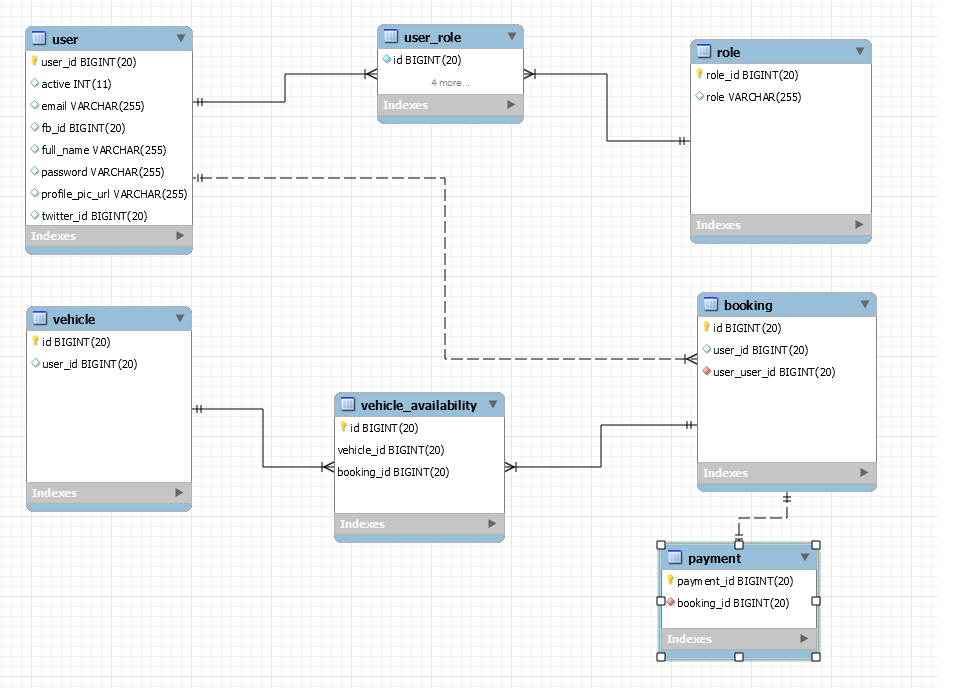 user
user_id BIGINT(20)
active INT(11)
email VARCHAR(255)
fb_id BIGINT(20)
full_name VARCHAR(255)
password VARCHAR(255)
profile_pic_url VARCHAR(255)
twitter_id BIGINT(20)
Indexes
user_role
id BIGINT(20)
4 more...
Indexes
role
role_id BIGINT(20)
role VARCHAR(255)
Indexes
vehicle
id BIGINT(20)
user_id BIGINT(20)
Indexes
vehicle_availability
id BIGINT(20)
vehicle_id BIGINT(20)
booking_id BIGINT(20)
Indexes
booking
id BIGINT(20)
user_id BIGINT(20)
user_user_id BIGINT(20)
Indexes
payment
payment_id BIGINT(20)
booking_id BIGINT(20)
Indexes